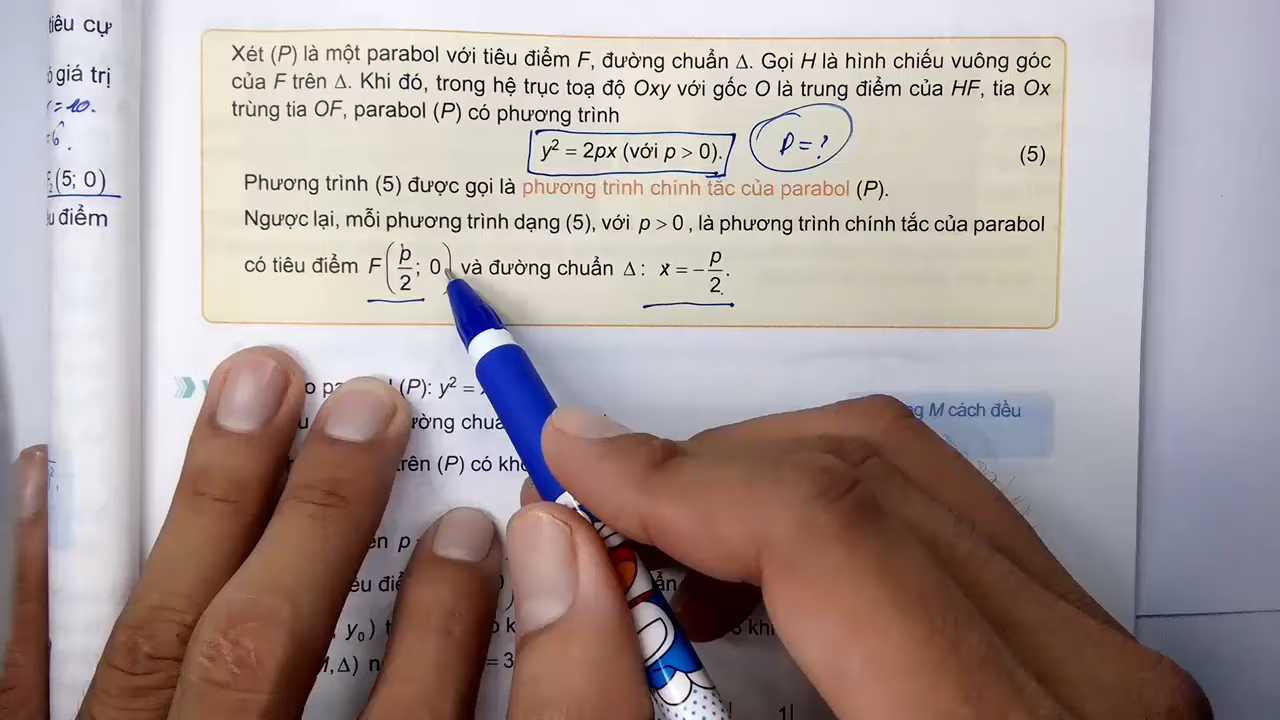 tiêu cự
giá trị
= 10.
(5; 0)
điểm
Xét (P) là một parabol với tiêu điểm F, đường chuẩn Δ. Gọi H là hình chiếu vuông góc
của F trên Δ. Khi đó, trong hệ trục toạ độ Oxy với gốc O là trung điểm của HF, tia Ox
trùng tia OF, parabol (P) có phương trình
y² = 2px (với p > 0). (5)
P = ?
Phương trình (5) được gọi là phương trình chính tắc của parabol (P).
Ngược lại, mỗi phương trình dạng (5), với p > 0, là phương trình chính tắc của parabol
có tiêu điểm F(p/2; 0) và đường chuẩn Δ: x = −p/2.
(P): y² =
M cách đều
trên (P) có
p
y₀)
, Δ) = 3